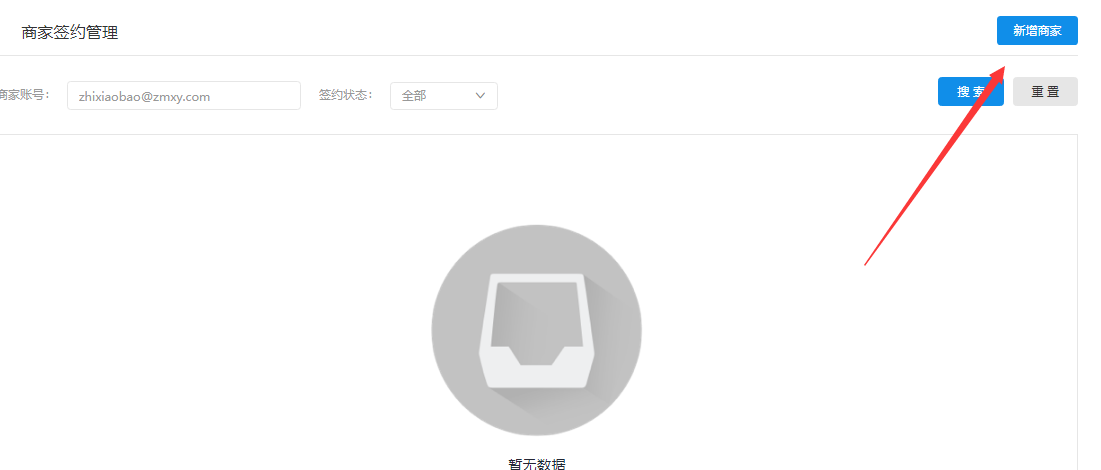 商家签约管理
新增商家
商家账号：
zhixiaobao@zmxy.com
签约状态：
全部
搜 索
重 置
暂无数据